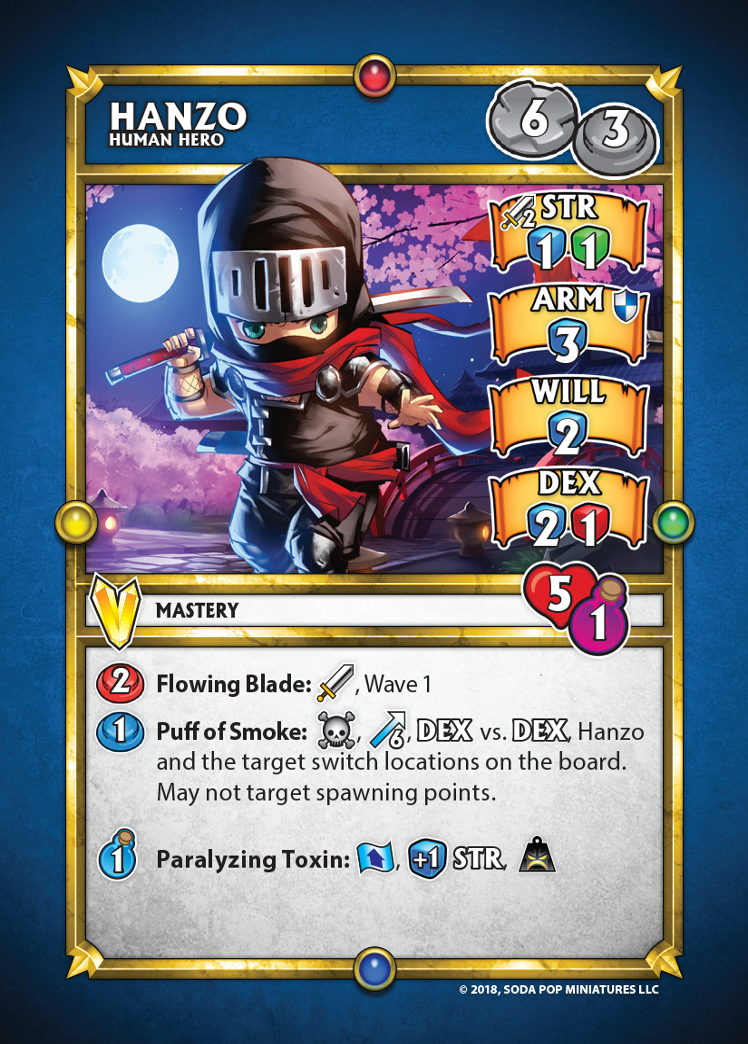 HANZO
HUMAN HERO
6 3
2 STR
1 1
ARM
3
WILL
2
DEX
2 1
MASTERY
5 1
2 Flowing Blade: , Wave 1
1 Puff of Smoke: , 6, DEX vs. DEX, Hanzo
and the target switch locations on the board.
May not target spawning points.
1 Paralyzing Toxin: , +1 STR,
© 2018, SODA POP MINIATURES LLC